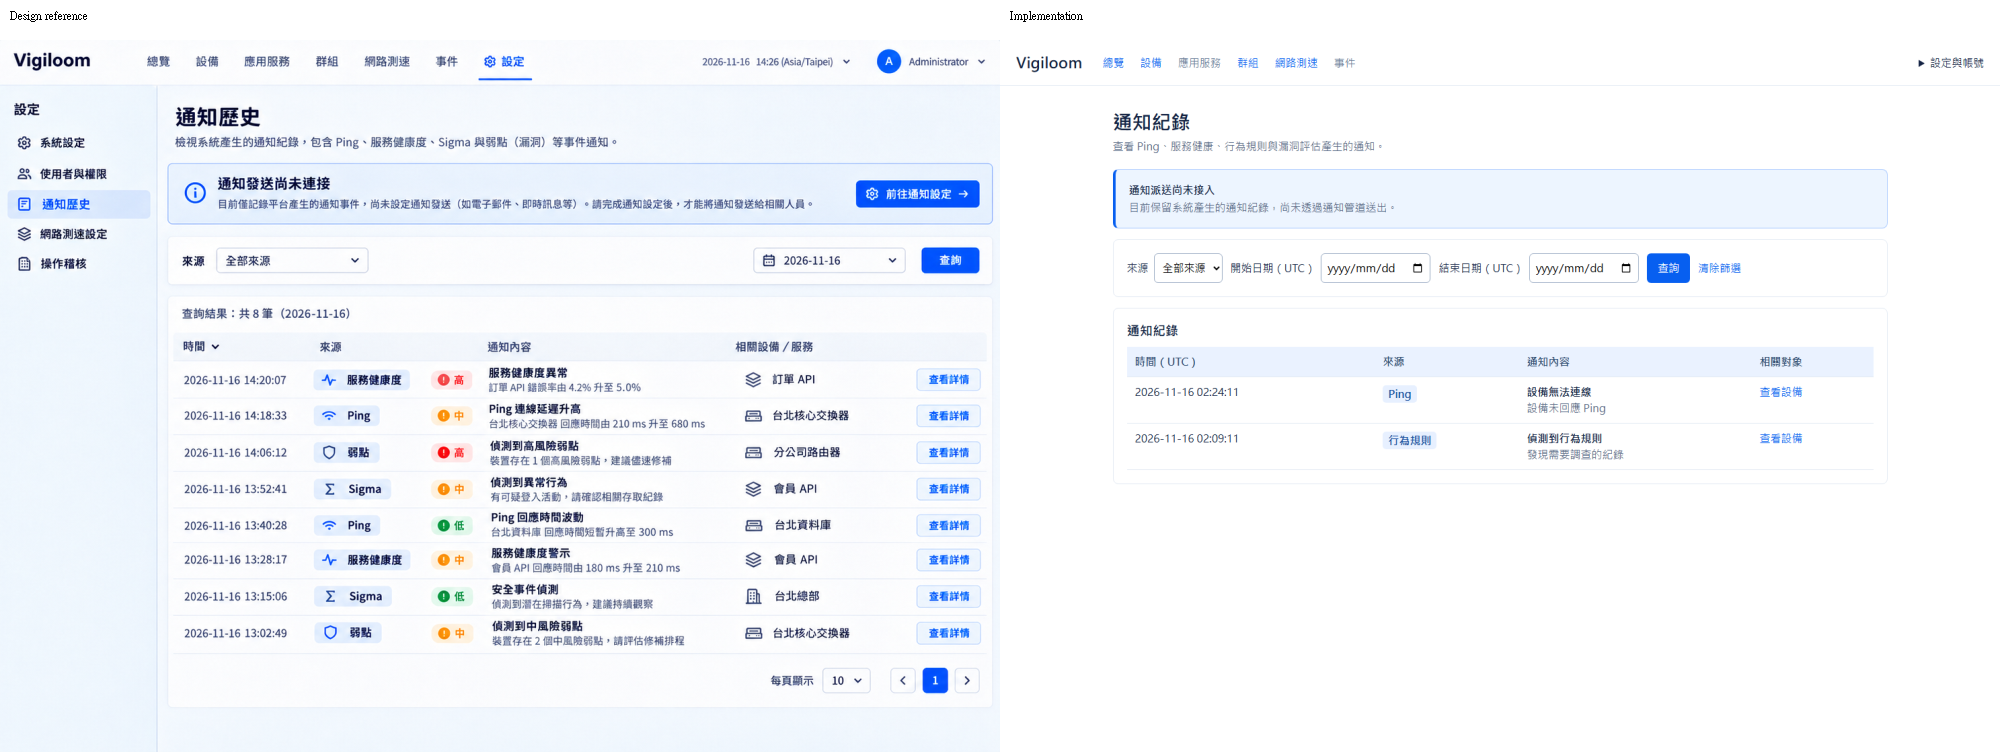 Design reference
Vigiloom 總覽 設備 應用服務 群組 網路測速 事件 設定 2026-11-16 14:26 (Asia/Taipei) A Administrator
設定
系統設定
使用者與權限
通知歷史
網路測速設定
操作稽核
通知歷史
檢視系統產生的通知紀錄，包含 Ping、服務健康度、Sigma 與弱點（漏洞）等事件通知。
通知發送尚未連接
目前僅記錄平台產生的通知事件，尚未設定通知發送（如電子郵件、即時訊息等）。請完成通知設定後，才能將通知發送給相關人員。
前往通知設定 →
來源 全部來源 2026-11-16 查詢
查詢結果：共 8 筆（2026-11-16）
時間 來源 通知內容 相關設備／服務
2026-11-16 14:20:07 服務健康度 高 服務健康度異常 訂單 API 查看詳情
訂單 API 錯誤率由 4.2% 升至 5.0%
2026-11-16 14:18:33 Ping 中 Ping 連線延遲升高 台北核心交換器 查看詳情
台北核心交換器 回應時間由 210 ms 升至 680 ms
2026-11-16 14:06:12 弱點 高 偵測到高風險弱點 分公司路由器 查看詳情
裝置存在 1 個高風險弱點，建議儘速修補
2026-11-16 13:52:41 Σ Sigma 中 偵測到異常行為 會員 API 查看詳情
有可疑登入活動，請確認相關存取紀錄
2026-11-16 13:40:28 Ping 低 Ping 回應時間波動 台北資料庫 查看詳情
台北資料庫 回應時間短暫升高至 300 ms
2026-11-16 13:28:17 服務健康度 中 服務健康度警示 會員 API 查看詳情
會員 API 回應時間由 180 ms 升至 210 ms
2026-11-16 13:15:06 Σ Sigma 低 安全事件偵測 台北總部 查看詳情
偵測到潛在掃描行為，建議持續觀察
2026-11-16 13:02:49 弱點 中 偵測到中風險弱點 台北核心交換器 查看詳情
裝置存在 2 個中風險弱點，請評估修補排程
每頁顯示 10 1
Implementation
Vigiloom 總覽 設備 應用服務 群組 網路測速 事件 ▶ 設定與帳號
通知紀錄
查看 Ping、服務健康、行為規則與漏洞評估產生的通知。
通知派送尚未接入
目前保留系統產生的通知紀錄，尚未透過通知管道送出。
來源 全部來源 開始日期（UTC） yyyy/mm/dd 結束日期（UTC） yyyy/mm/dd 查詢 清除篩選
通知紀錄
時間（UTC） 來源 通知內容 相關對象
2026-11-16 02:24:11 Ping 設備無法連線 查看設備
設備未回應 Ping
2026-11-16 02:09:11 行為規則 偵測到行為規則 查看設備
發現需要調查的紀錄